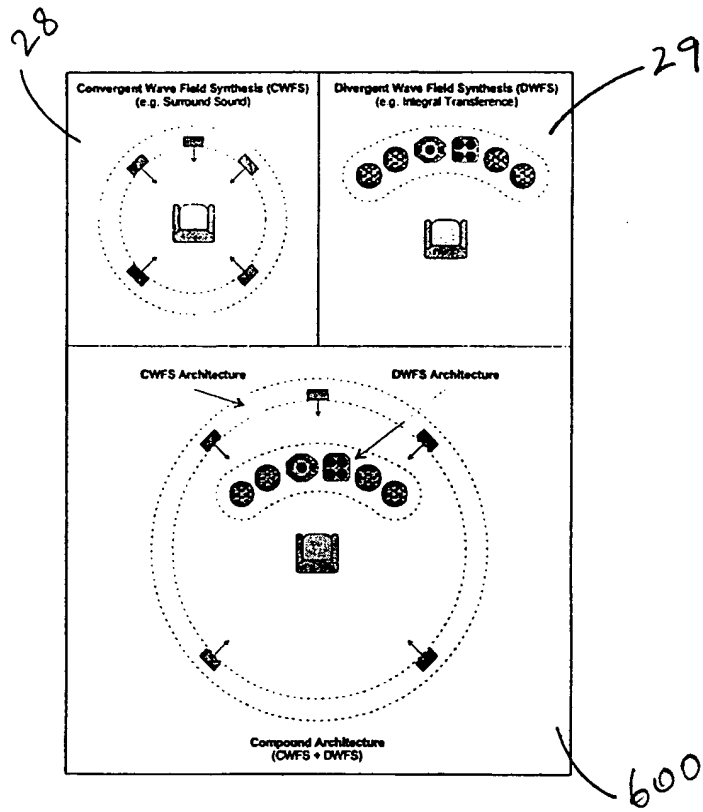 28
29
Convergent Wave Field Synthesis (CWFS)
(e.g. Surround Sound)
Divergent Wave Field Synthesis (DWFS)
(e.g. Integral Transference)
CWFS Architecture
DWFS Architecture
Compound Architecture
(CWFS + DWFS)
600